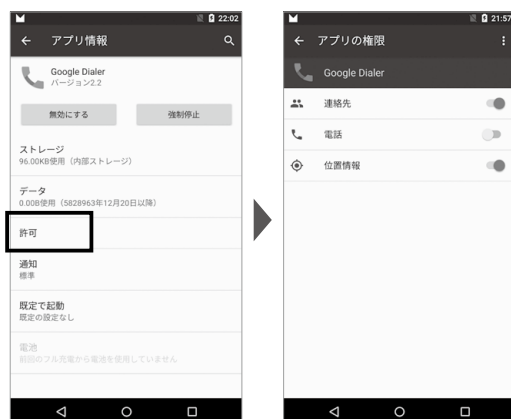 22:02
アプリ情報
Google Dialer
バージョン2.2
無効にする
強制停止
ストレージ
96.00KB使用（内部ストレージ）
データ
0.00B使用（5828963年12月20日以降）
許可
通知
標準
既定で起動
既定の設定なし
電池
前回のフル充電から電池を使用していません
21:57
アプリの権限
Google Dialer
連絡先
電話
位置情報